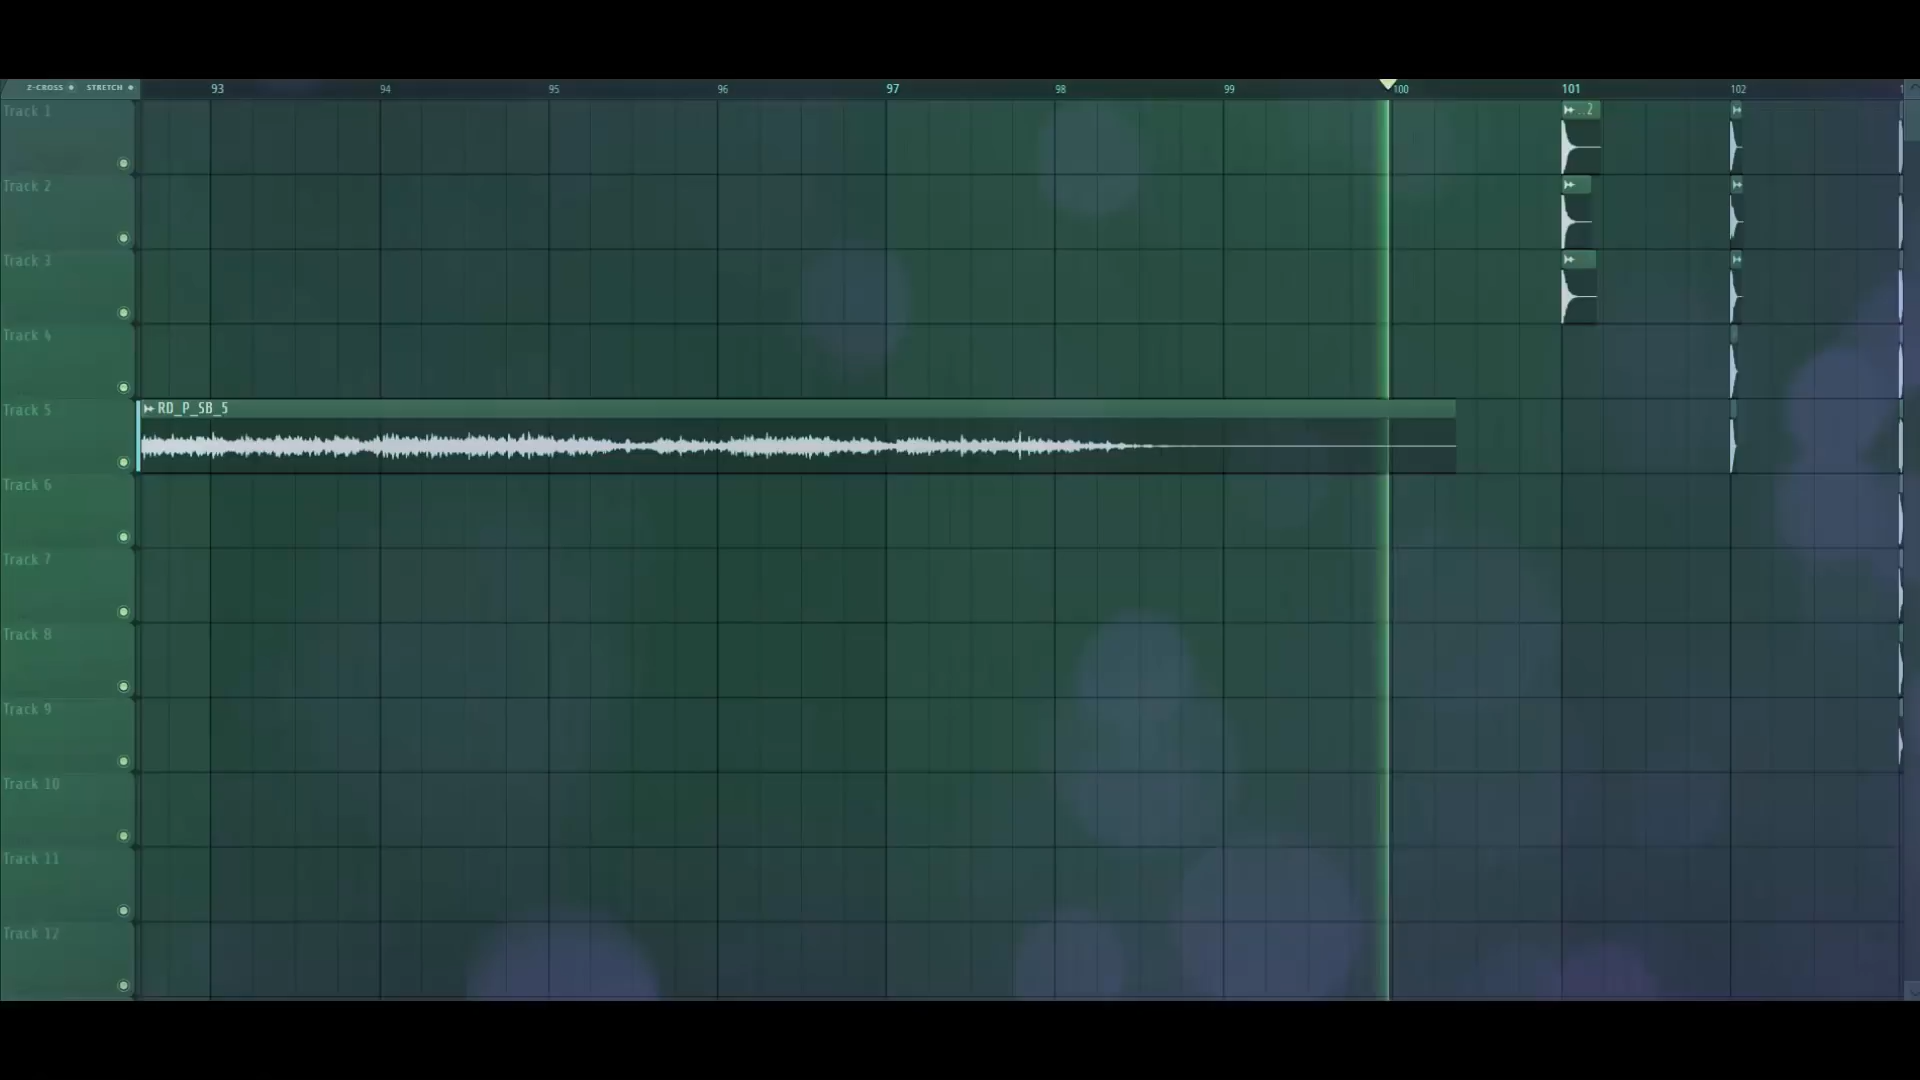 Z-CROSS STRETCH 93 94 95 96 97 98 99 100 101 102
Track 1 ..2
Track 2
Track 3
Track 4
Track 5 RD_P_SB_5
Track 6
Track 7
Track 8
Track 9
Track 10
Track 11
Track 12